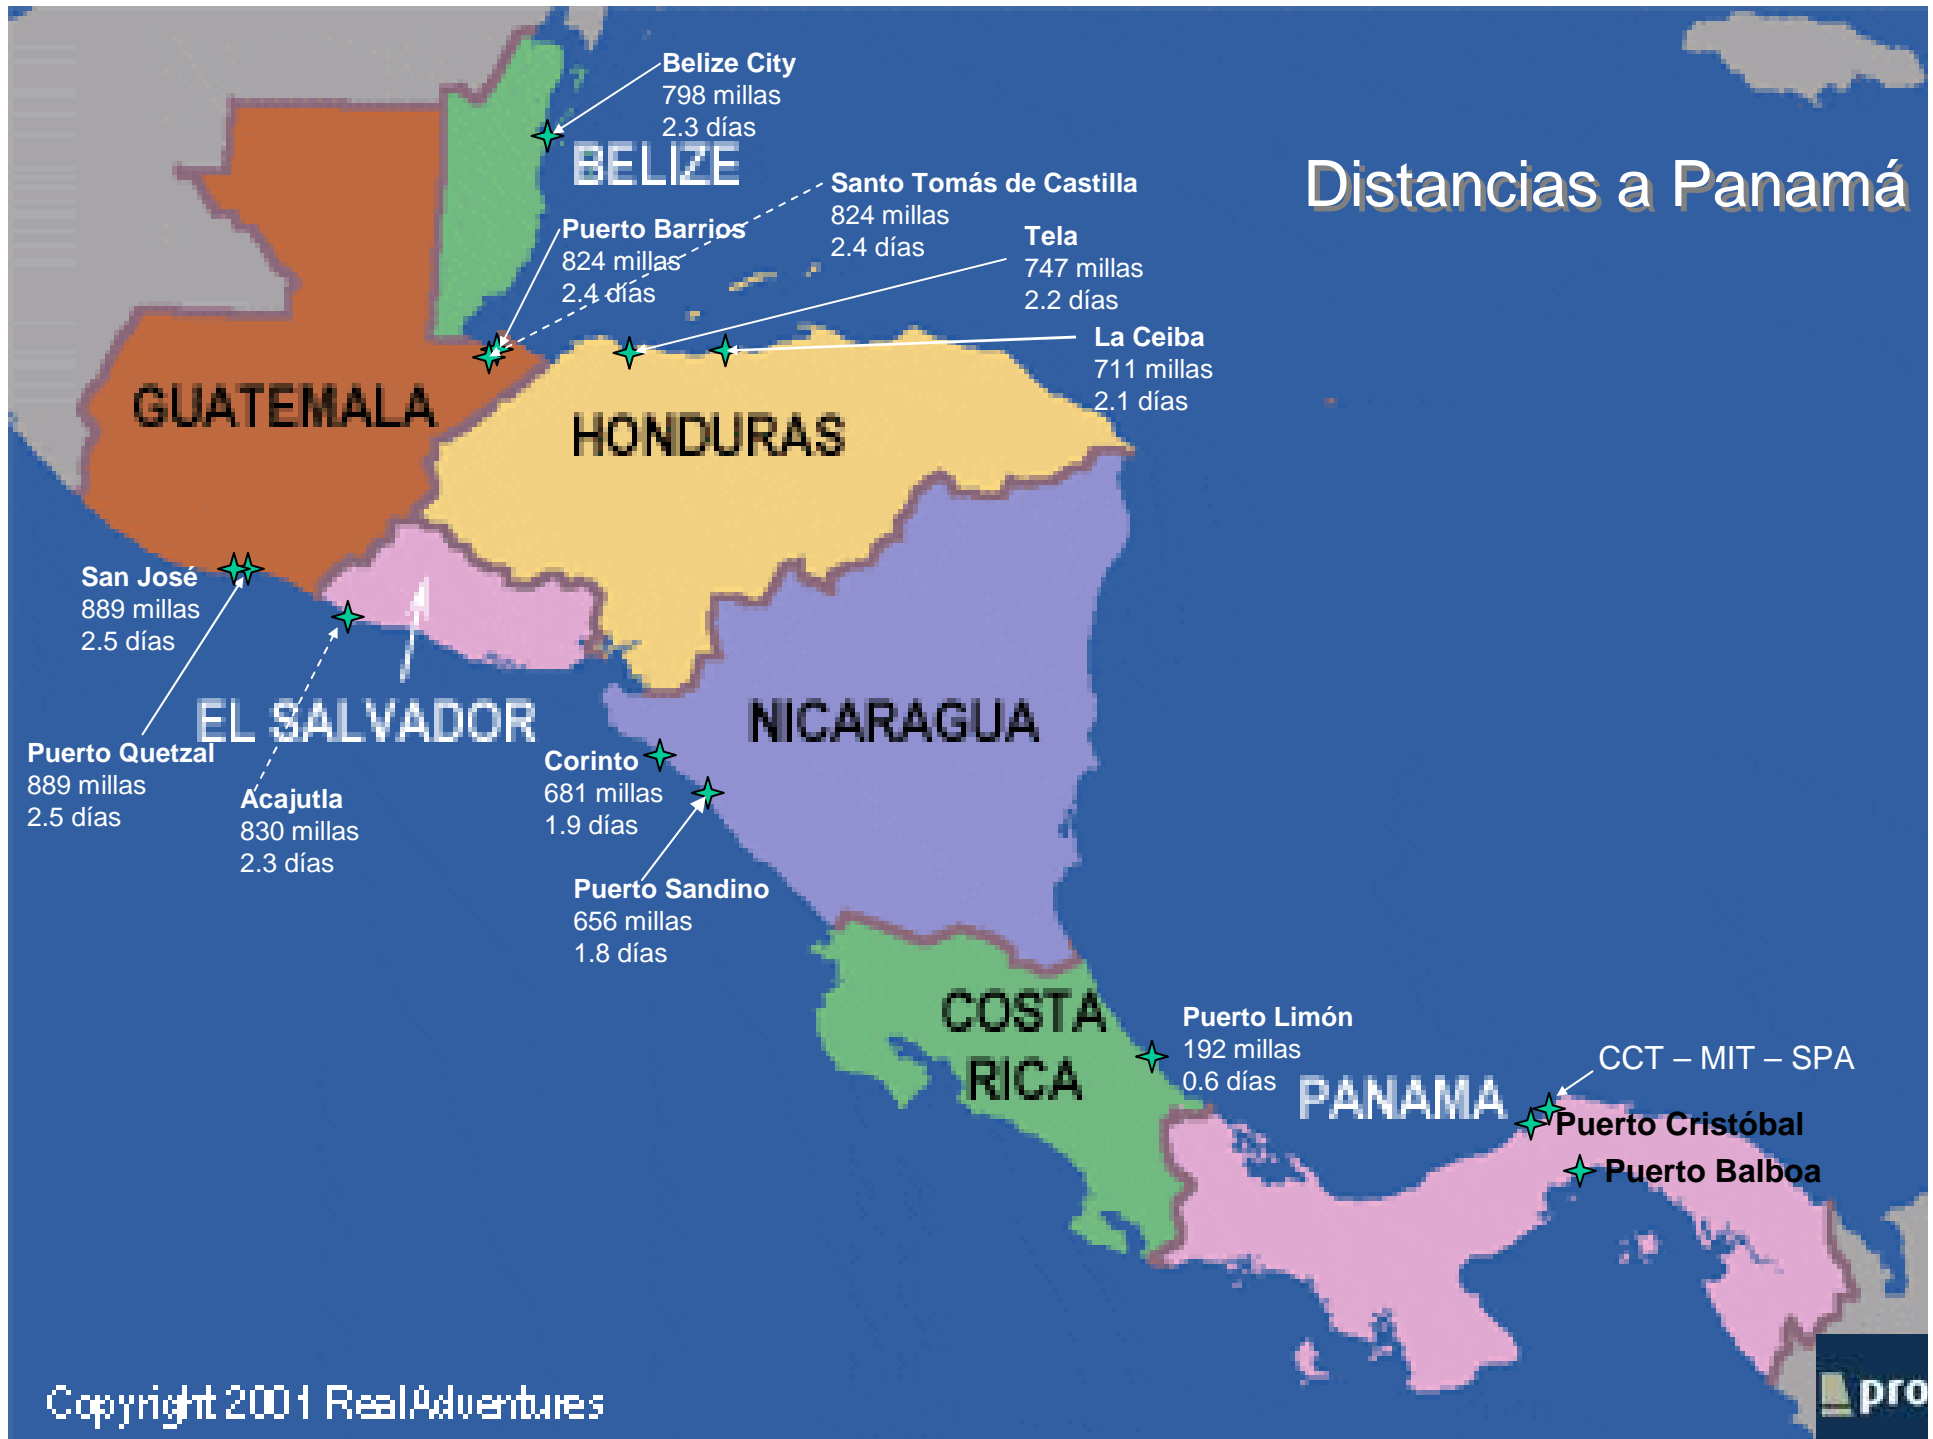 Belize City
798 millas
2.3 días
BELIZE
Distancias a Panamá
Santo Tomás de Castilla
824 millas
2.4 días
Puerto Barrios
824 millas
2.4 días
Tela
747 millas
2.2 días
La Ceiba
711 millas
2.1 días
GUATEMALA
HONDURAS
San José
889 millas
2.5 días
EL SALVADOR
NICARAGUA
Puerto Quetzal
889 millas
2.5 días
Acajutla
830 millas
2.3 días
Corinto
681 millas
1.9 días
Puerto Sandino
656 millas
1.8 días
COSTA
RICA
Puerto Limón
192 millas
0.6 días
CCT – MIT – SPA
PANAMA
Puerto Cristóbal
Puerto Balboa
Copyright 2001 RealAdventures
pro